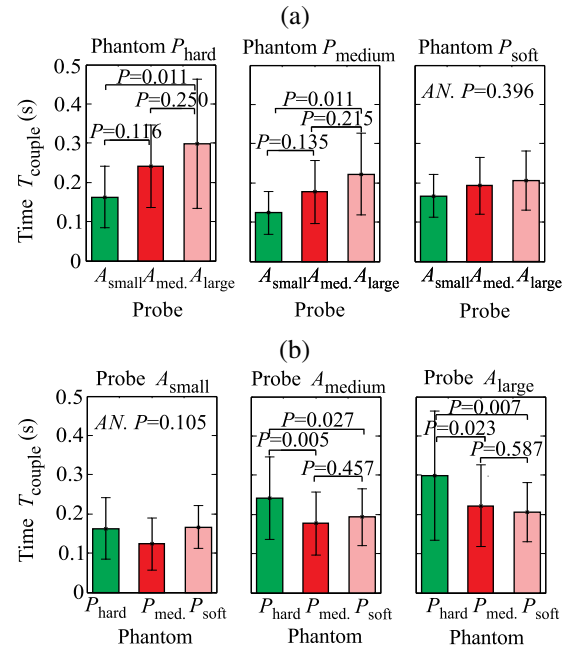 (a)
Phantom P_hard Phantom P_medium Phantom P_soft
0.5
0.4
0.3
0.2
0.1
0
Time T_couple (s)
P=0.011
P=0.250
P=0.116
P=0.011
P=0.215
P=0.135
AN. P=0.396
A_small A_med. A_large A_small A_med. A_large A_small A_med. A_large
Probe Probe Probe
(b)
Probe A_small Probe A_medium Probe A_large
0.5
0.4
0.3
0.2
0.1
0
Time T_couple (s)
AN. P=0.105
P=0.027
P=0.005
P=0.457
P=0.007
P=0.023
P=0.587
P_hard P_med. P_soft P_hard P_med. P_soft P_hard P_med. P_soft
Phantom Phantom Phantom